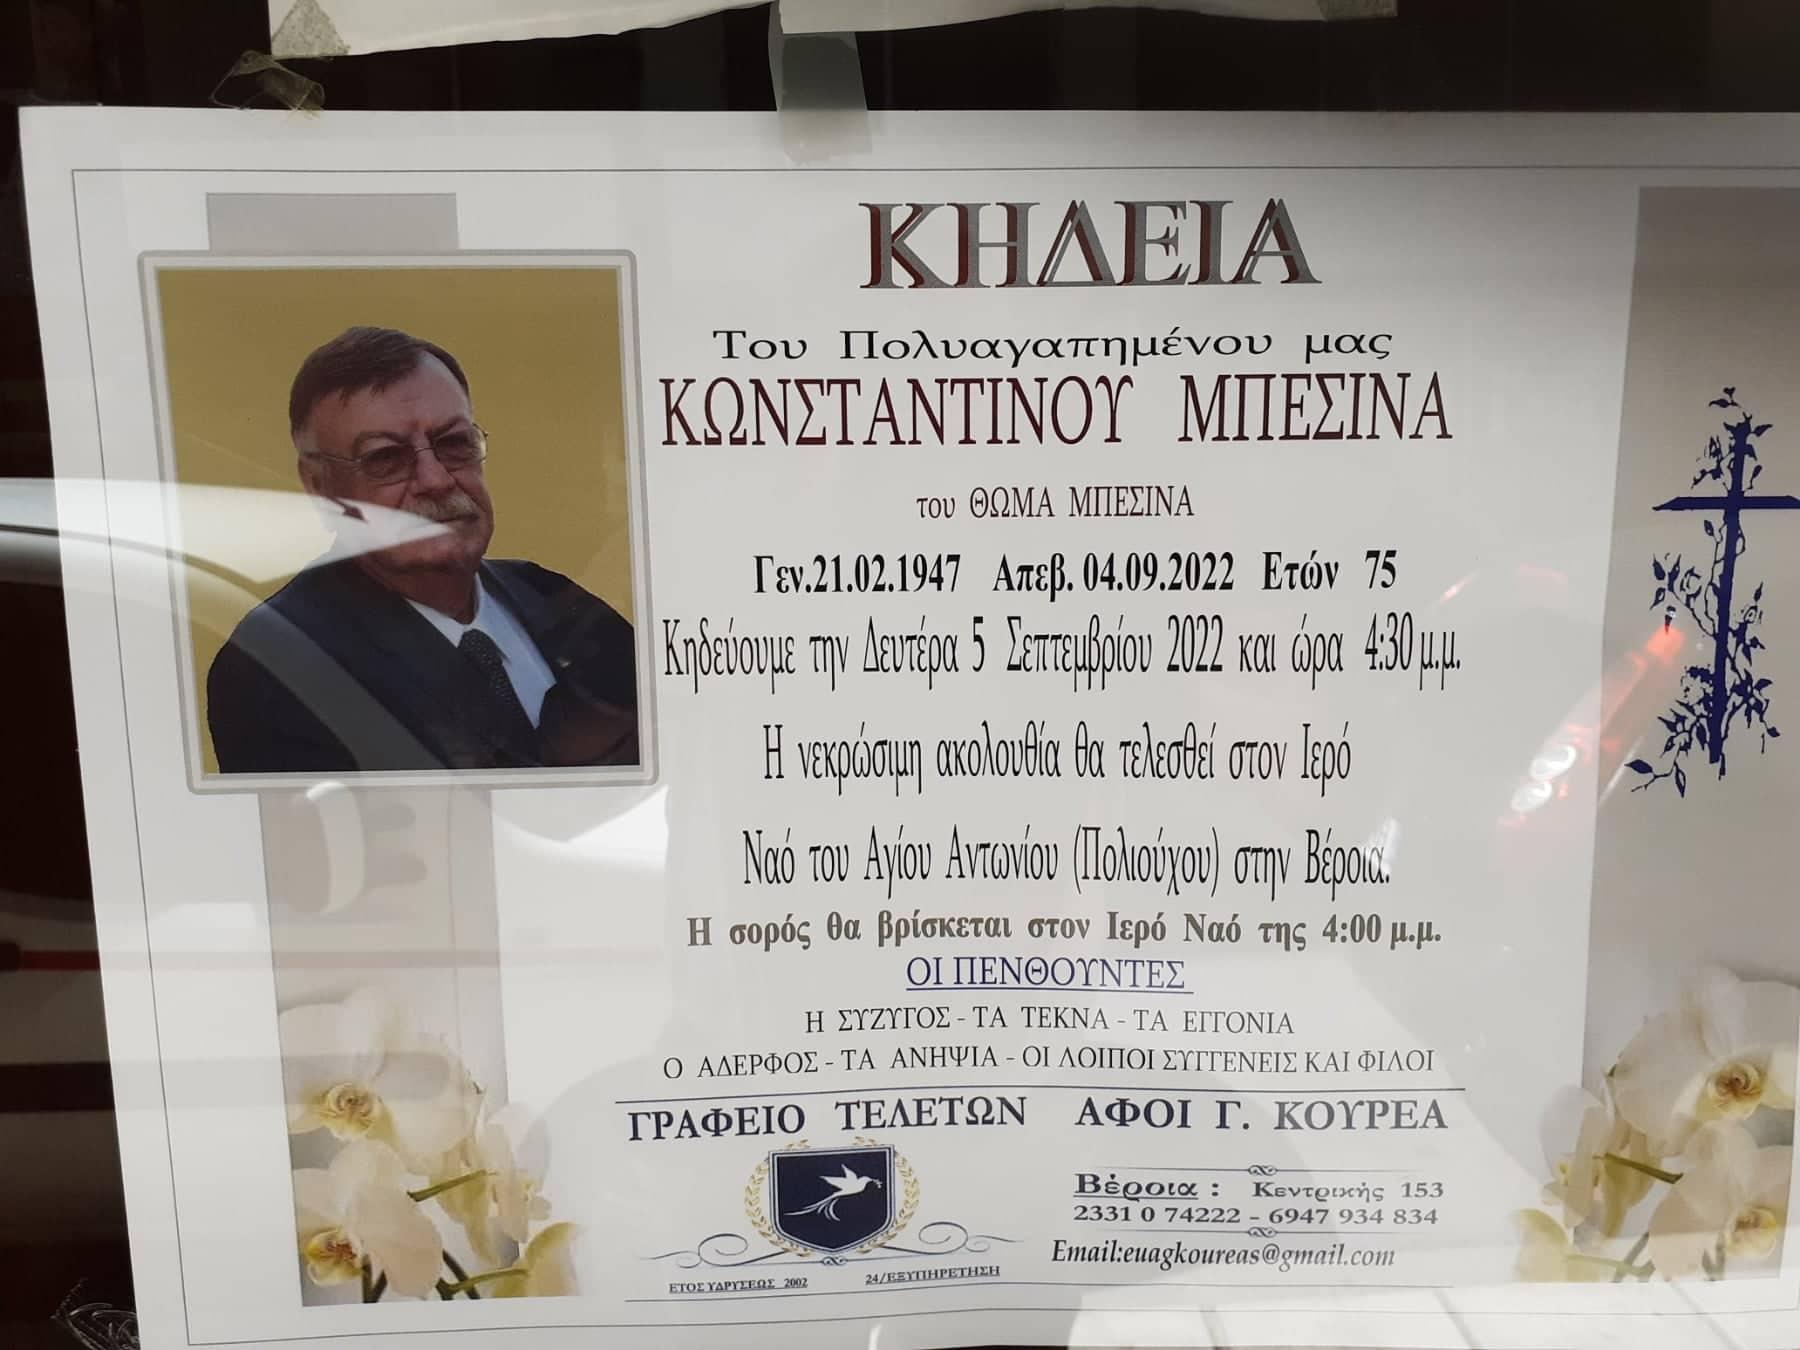 ΚΗΔΕΙΑ
Του Πολυαγαπημένου μας
ΚΩΝΣΤΑΝΤΙΝΟΥ ΜΠΕΣΙΝΑ
του ΘΩΜΑ ΜΠΕΣΙΝΑ
Γεν.21.02.1947 Απεβ. 04.09.2022 Ετών 75
Κηδεύουμε την Δευτέρα 5 Σεπτεμβρίου 2022 και ώρα 4:30 μ.μ.
Η νεκρώσιμη ακολουθία θα τελεσθεί στον Ιερό
Ναό του Αγίου Αντωνίου (Πολιούχου) στην Βέροια.
Η σορός θα βρίσκεται στον Ιερό Ναό της 4:00 μ.μ.
ΟΙ ΠΕΝΘΟΥΝΤΕΣ
Η ΣΥΖΥΓΟΣ - ΤΑ ΤΕΚΝΑ - ΤΑ ΕΓΓΟΝΙΑ
Ο ΑΔΕΡΦΟΣ - ΤΑ ΑΝΗΨΙΑ - ΟΙ ΛΟΙΠΟΙ ΣΥΓΓΕΝΕΙΣ ΚΑΙ ΦΙΛΟΙ
ΓΡΑΦΕΙΟ ΤΕΛΕΤΩΝ ΑΦΟΙ Γ. ΚΟΥΡΕΑ
Βέροια : Κεντρικής 153
2331 0 74222 - 6947 934 834
Email:euagkoureas@gmail.com
ΕΤΟΣ ΥΔΡΥΣΕΩΣ 2002 24/ΕΞΥΠΗΡΕΤΗΣΗ